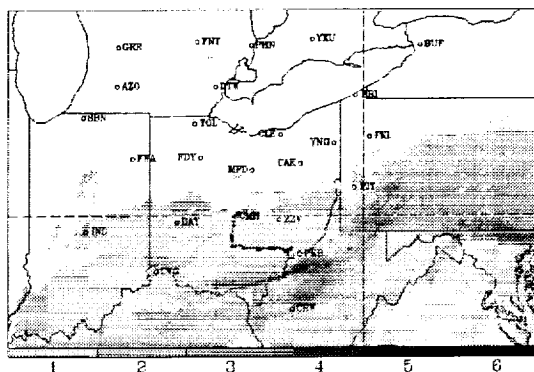 GRR FNT PHN YXU BUF
AZO DTW ERI
SBN TOL CLE YNG FKL
FWA FDY MFD CAK PIT
CMH ZZV
IND DAY
CVG PKB
CRW
1 2 3 4 5 6